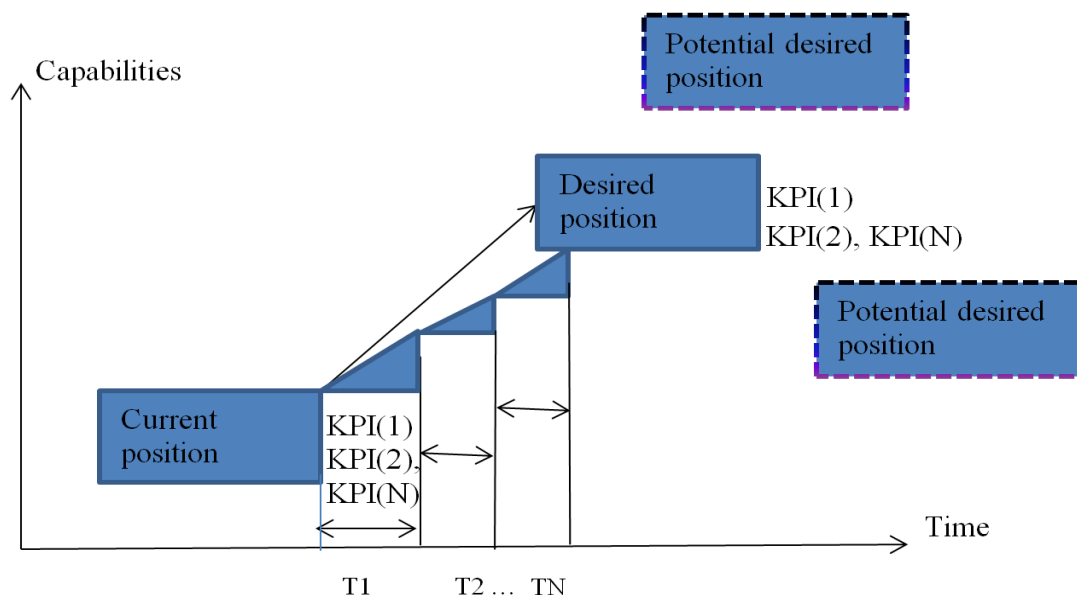 Potential desired
position
Capabilities
Desired
position
KPI(1)
KPI(2), KPI(N)
Potential desired
position
Current
position
KPI(1)
KPI(2),
KPI(N)
Time
T1
T2 ...
TN